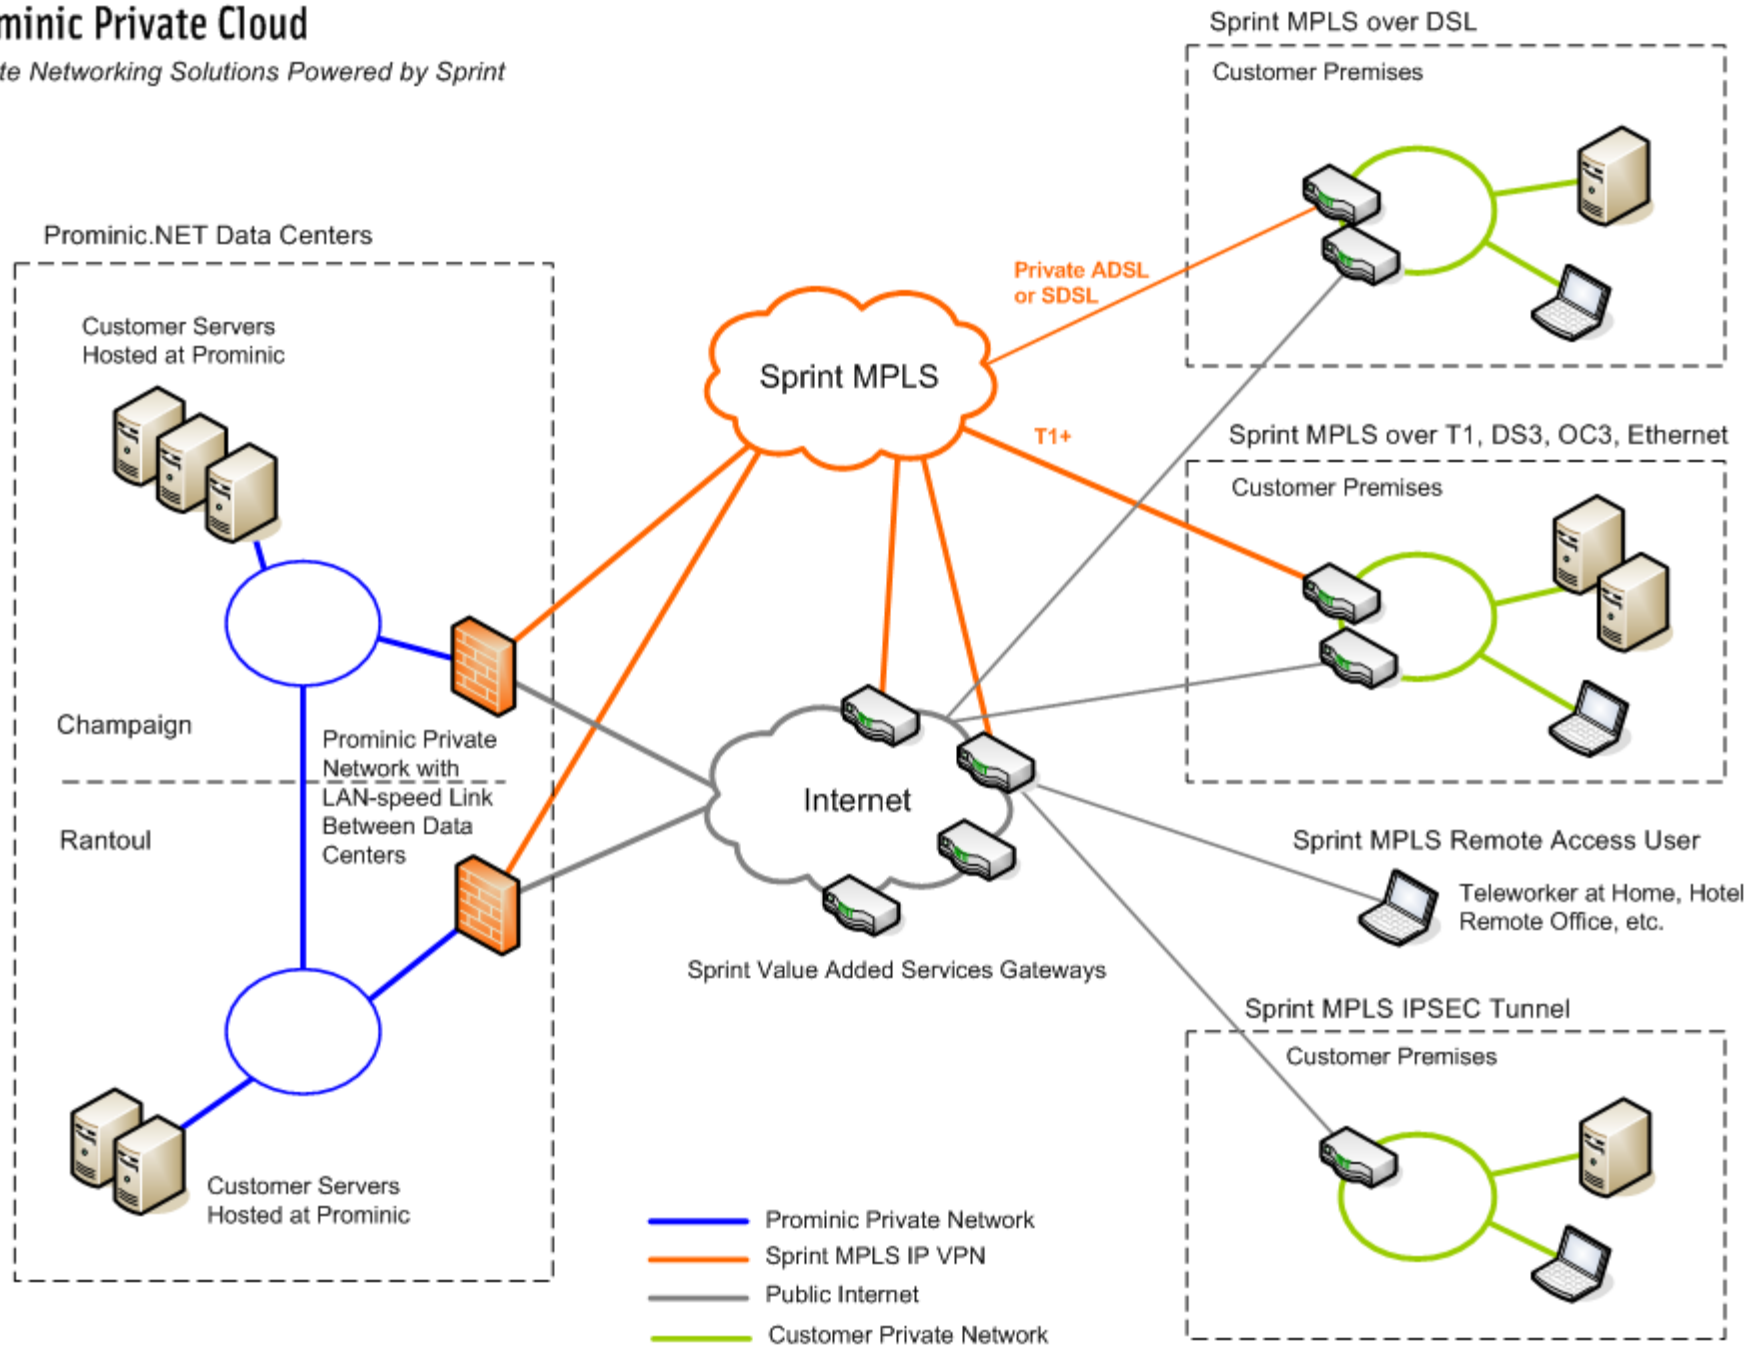 minic Private Cloud
te Networking Solutions Powered by Sprint
Sprint MPLS over DSL
Customer Premises
Prominic.NET Data Centers
Customer Servers
Hosted at Prominic
Private ADSL
or SDSL
Sprint MPLS
T1+
Sprint MPLS over T1, DS3, OC3, Ethernet
Customer Premises
Champaign
Prominic Private
Network with
LAN-speed Link
Between Data
Centers
Rantoul
Internet
Sprint MPLS Remote Access User
Teleworker at Home, Hotel
Remote Office, etc.
Sprint Value Added Services Gateways
Sprint MPLS IPSEC Tunnel
Customer Premises
Customer Servers
Hosted at Prominic
Prominic Private Network
Sprint MPLS IP VPN
Public Internet
Customer Private Network